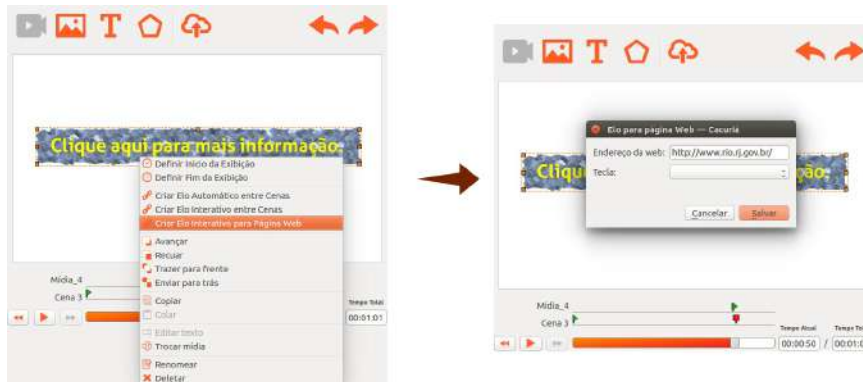 T
Clique aqui para mais informação.
Definir Início da Exibição
Definir Fim da Exibição
Criar Elo Automático entre Cenas
Criar Elo Interativo entre Cenas
Criar Elo Interativo para Página Web
Avançar
Recuar
Trazer para frente
Enviar para trás
Copiar
Colar
Editar texto
Trocar mídia
Renomear
Deletar
Mídia_4
Cena 3
Tempo Total
00:01:01
T
Elo para página Web — Cacuriá
Endereço da web: http://www.rio.rj.gov.br/
Tecla:
Cancelar Salvar
Cliqu
ção.
Mídia_4
Cena 3
Tempo Atual
00:00:50 / 00:01:0